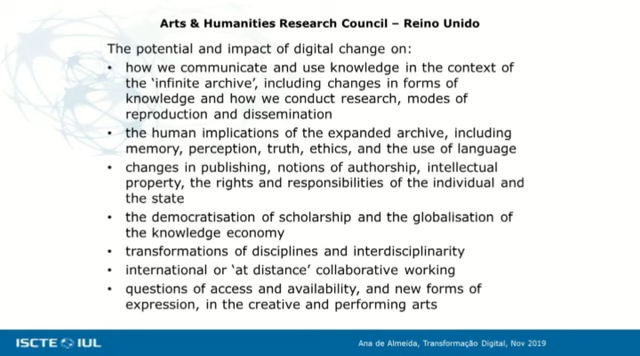 Arts & Humanities Research Council – Reino Unido
The potential and impact of digital change on:
• how we communicate and use knowledge in the context of
the ‘infinite archive’, including changes in forms of
knowledge and how we conduct research, modes of
reproduction and dissemination
• the human implications of the expanded archive, including
memory, perception, truth, ethics, and the use of language
• changes in publishing, notions of authorship, intellectual
property, the rights and responsibilities of the individual and
the state
• the democratisation of scholarship and the globalisation of
the knowledge economy
• transformations of disciplines and interdisciplinarity
• international or ‘at distance’ collaborative working
• questions of access and availability, and new forms of
expression, in the creative and performing arts
ISCTE IUL
Ana de Almeida, Transformação Digital, Nov 2019